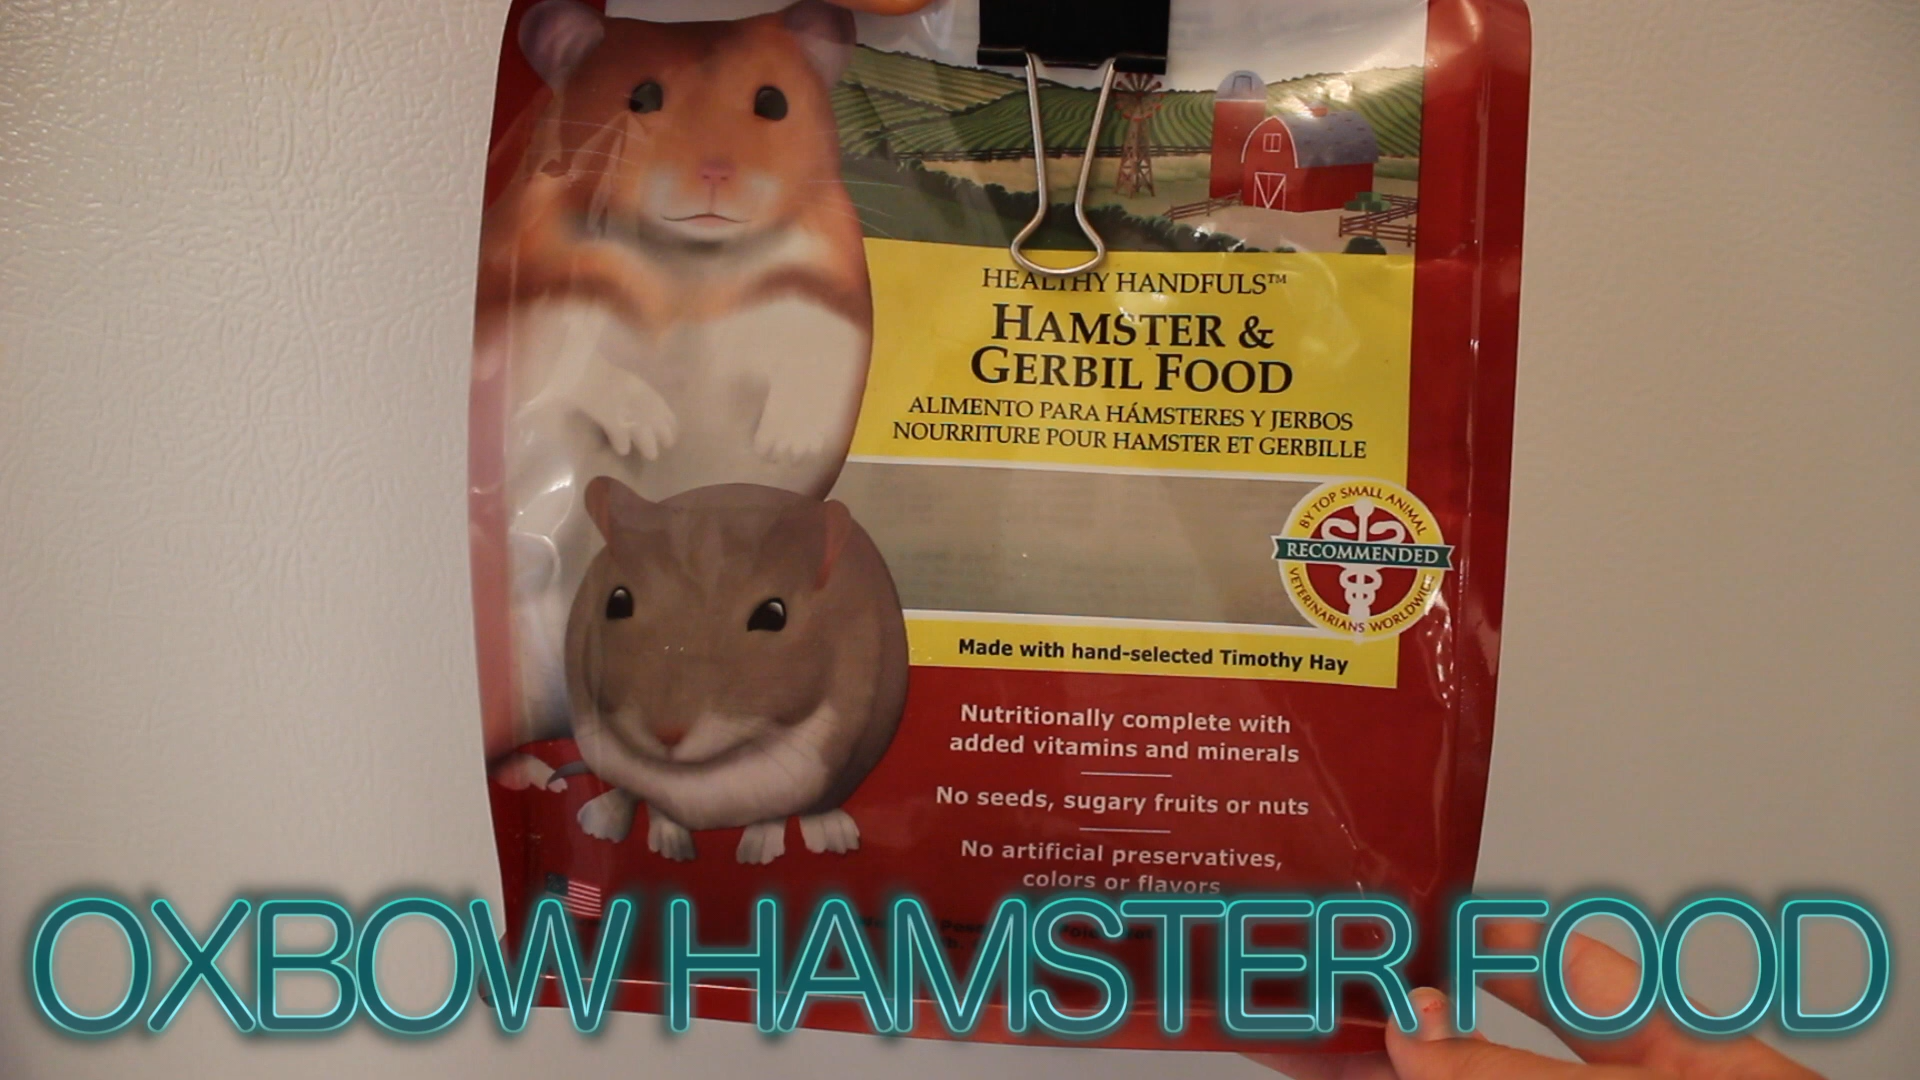 HEALTHY HANDFULS™
HAMSTER &
GERBIL FOOD
ALIMENTO PARA HÁMSTERES Y JERBOS
NOURRITURE POUR HAMSTER ET GERBILLE
BY TOP SMALL ANIMAL
RECOMMENDED
VETERINARIANS WORLDWIDE
Made with hand-selected Timothy Hay
Nutritionally complete with
added vitamins and minerals
No seeds, sugary fruits or nuts
No artificial preservatives,
colors or flavors
OXBOW HAMSTER FOOD